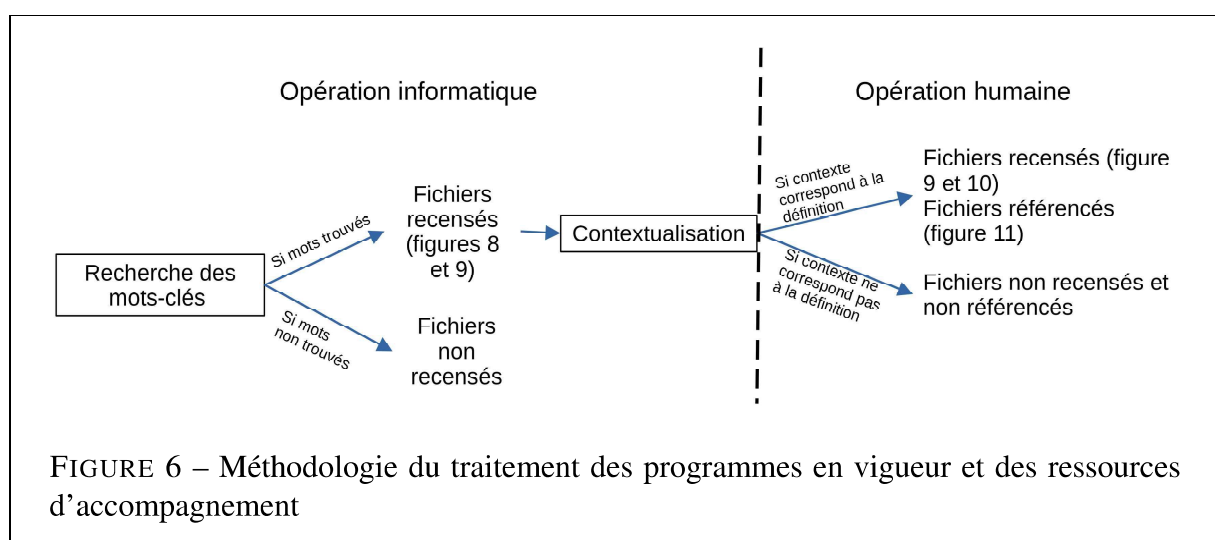 Opération informatique
Opération humaine
Recherche des
mots-clés
Si mots trouvés
Si mots
non trouvés
Fichiers
recensés
(figures 8
et 9)
Fichiers
non
recensés
Contextualisation
Si contexte
correspond à la
définition
Si contexte ne
correspond pas
à la définition
Fichiers recensés (figure
9 et 10)
Fichiers référencés
(figure 11)
Fichiers non recensés et
non référencés
FIGURE 6 – Méthodologie du traitement des programmes en vigueur et des ressources
d'accompagnement